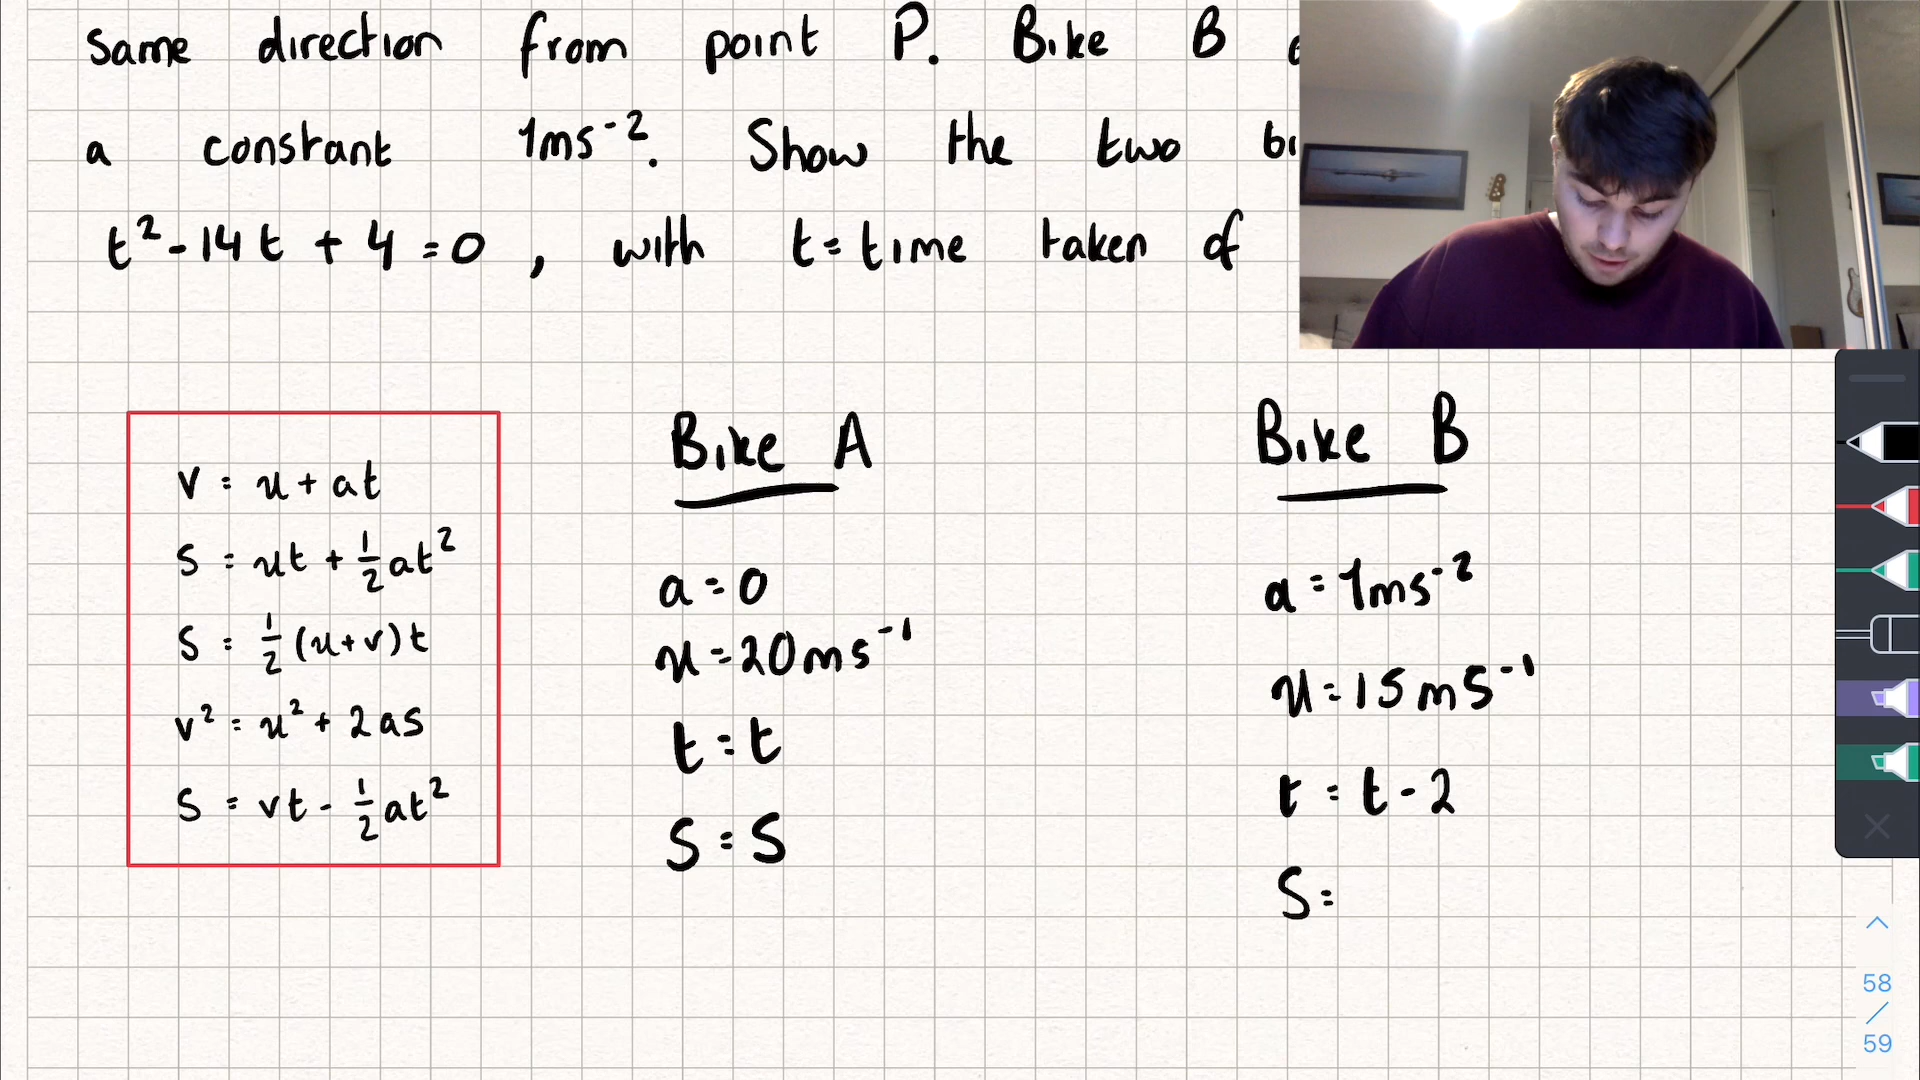 same direction from point P. Bike B
a constant 1ms⁻². Show the two
t² - 14t + 4 = 0, with t = time taken of
v = u + at
s = ut + ½at²
s = ½(u+v)t
v² = u² + 2as
s = vt - ½at²
Bike A
a = 0
u = 20ms⁻¹
t = t
s = s
Bike B
a = 1ms⁻²
u = 15ms⁻¹
t = t - 2
s =
58
/
59